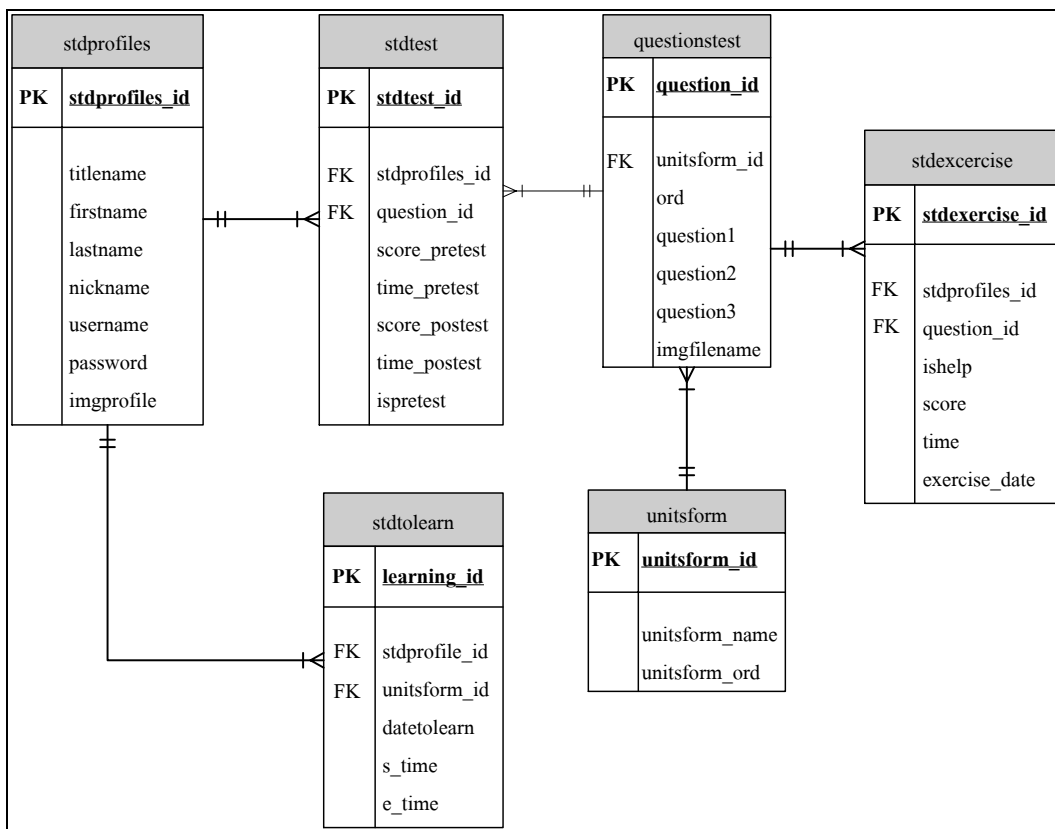 stdprofiles
PK stdprofiles_id
titlename
firstname
lastname
nickname
username
password
imgprofile
stdtest
PK stdtest_id
FK stdprofiles_id
FK question_id
score_pretest
time_pretest
score_postest
time_postest
ispretest
questionstest
PK question_id
FK unitsform_id
ord
question1
question2
question3
imgfilename
stdexcercise
PK stdexercise_id
FK stdprofiles_id
FK question_id
ishelp
score
time
exercise_date
stdtolearn
PK learning_id
FK stdprofile_id
FK unitsform_id
datetolearn
s_time
e_time
unitsform
PK unitsform_id
unitsform_name
unitsform_ord